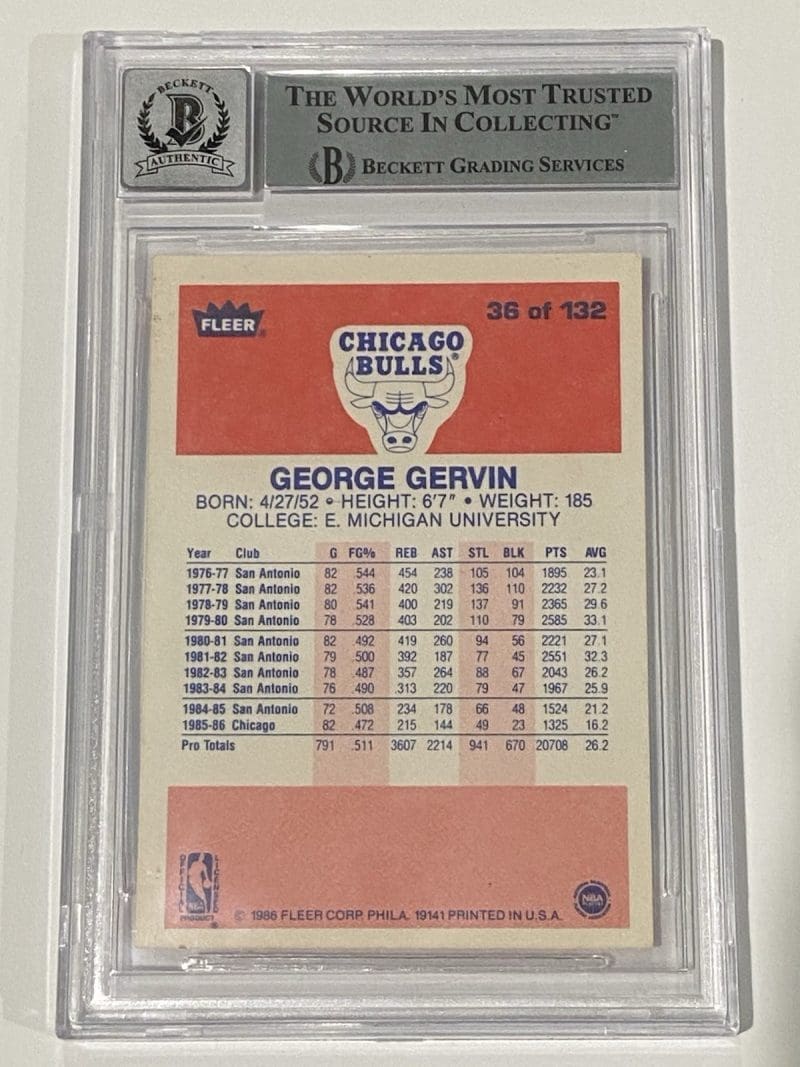 BECKETT
B
AUTHENTIC
THE WORLD'S MOST TRUSTED
SOURCE IN COLLECTING™
B BECKETT GRADING SERVICES
FLEER®
36 of 132
CHICAGO
BULLS®
GEORGE GERVIN
BORN: 4/27/52 • HEIGHT: 6'7" • WEIGHT: 185
COLLEGE: E. MICHIGAN UNIVERSITY
Year Club G FG% REB AST STL BLK PTS AVG
1976-77 San Antonio 82 .544 454 238 105 104 1895 23.1
1977-78 San Antonio 82 .536 420 302 136 110 2232 27.2
1978-79 San Antonio 80 .541 400 219 137 91 2365 29.6
1979-80 San Antonio 78 .528 403 202 110 79 2585 33.1
1980-81 San Antonio 82 .492 419 260 94 56 2221 27.1
1981-82 San Antonio 79 .500 392 187 77 45 2551 32.3
1982-83 San Antonio 78 .487 357 264 88 67 2043 26.2
1983-84 San Antonio 76 .490 .313 220 79 47 1967 25.9
1984-85 San Antonio 72 .508 234 178 66 48 1524 21.2
1985-86 Chicago 82 .472 215 144 49 23 1325 16.2
Pro Totals 791 .511 3607 2214 941 670 20708 26.2
OFFICIAL LICENSED
NBA
PRODUCT ®
© 1986 FLEER CORP. PHILA. 19141 PRINTED IN U.S.A.
NBA